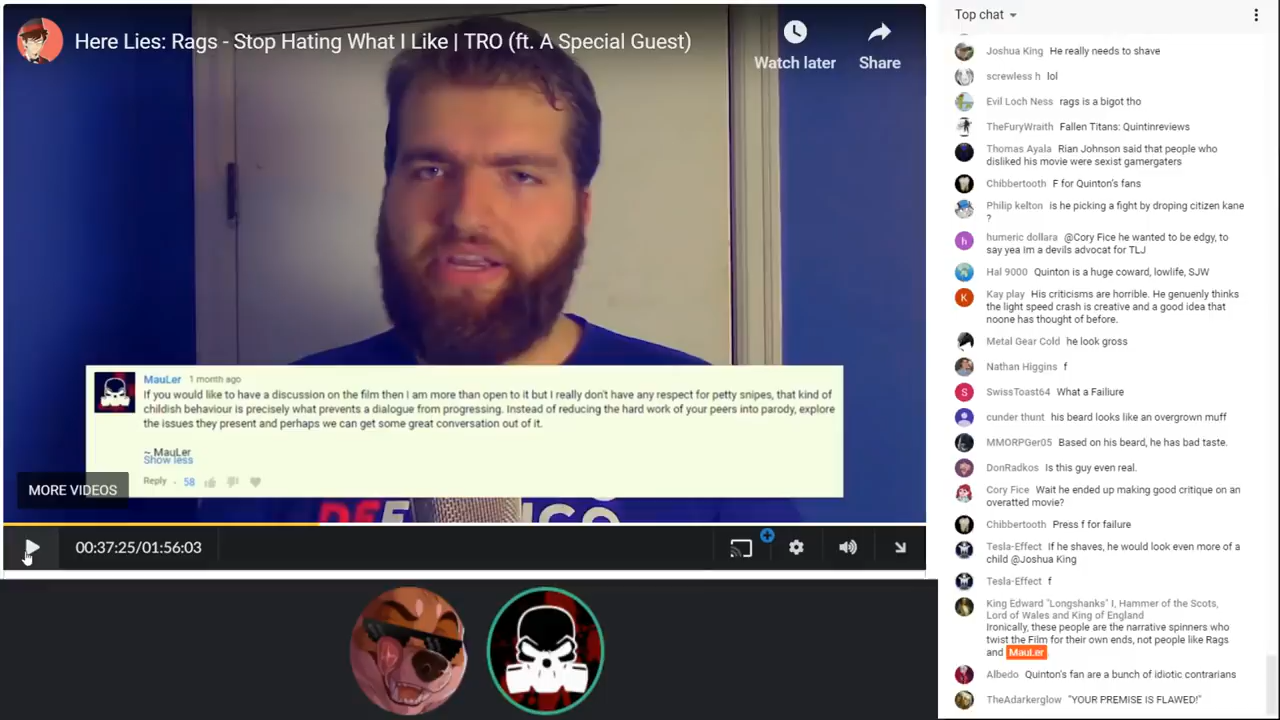 Here Lies: Rags - Stop Hating What I Like | TRO (ft. A Special Guest)
Watch later
Share
MauLer 1 month ago
If you would like to have a discussion on the film then I am more than open to it but I really don't have any respect for petty snipes, that kind of
childish behaviour is precisely what prevents a dialogue from progressing. Instead of reducing the hard work of your peers into parody, explore
the issues they present and perhaps we can get some great conversation out of it.
~ MauLer
Show less
Reply · 58
MORE VIDEOS
00:37:25/01:56:03
Top chat
Joshua King He really needs to shave
screwless h lol
Evil Loch Ness rags is a bigot tho
TheFuryWraith Fallen Titans: Quintinreviews
Thomas Ayala Rian Johnson said that people who
disliked his movie were sexist gamergaters
Chibbertooth F for Quinton's fans
Philip kelton is he picking a fight by droping citizen kane
?
humeric dollara @Cory Fice he wanted to be edgy, to
say yea Im a devils advocat for TLJ
Hal 9000 Quinton is a huge coward, lowlife, SJW
K
Kay play His criticisms are horrible. He genuenly thinks
the light speed crash is creative and a good idea that
noone has thought of before.
Metal Gear Cold he look gross
Nathan Higgins f
S
SwissToast64 What a Failure
cunder thunt his beard looks like an overgrown muff
MMORPGer05 Based on his beard, he has bad taste.
DonRadkos Is this guy even real.
Cory Fice Wait he ended up making good critique on an
overatted movie?
Chibbertooth Press f for failure
Tesla-Effect If he shaves, he would look even more of a
child @Joshua King
Tesla-Effect f
King Edward "Longshanks" I, Hammer of the Scots,
Lord of Wales and King of England
Ironically, these people are the narrative spinners who
twist the Film for their own ends, not people like Rags
and MauLer
Albedo Quinton's fan are a bunch of idiotic contrarians
TheAdarkerglow "YOUR PREMISE IS FLAWED!"